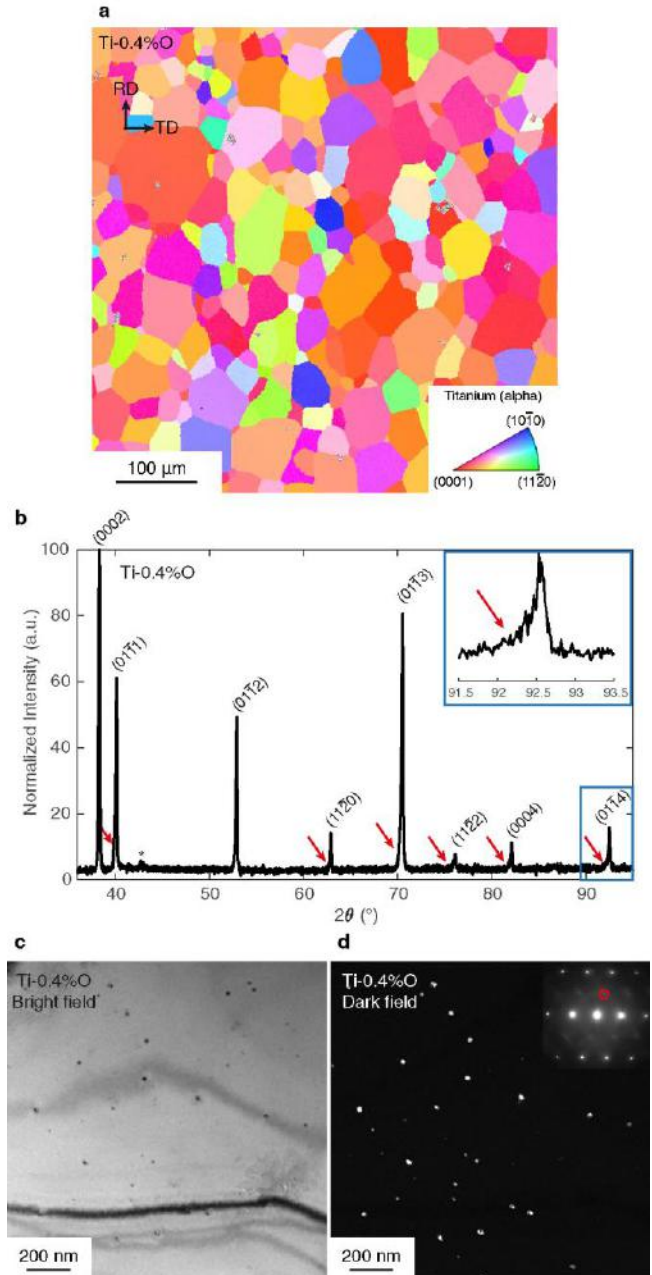 a
Ti-0.4%O
RD
TD
Titanium (alpha)
(101̄0)
(0001) (112̄0)
100 µm
b
(0002)
Ti-0.4%O
(011̄1)
(011̄2)
(112̄0)
(011̄3)
(112̄2)
(0004)
(011̄4)
*
91.5 92 92.5 93 93.5
100
80
60
40
20
0
Normalized Intensity (a.u.)
40 50 60 70 80 90
2θ (°)
c d
Ti-0.4%O
Bright field*
200 nm
Ti-0.4%O
Dark field*
200 nm